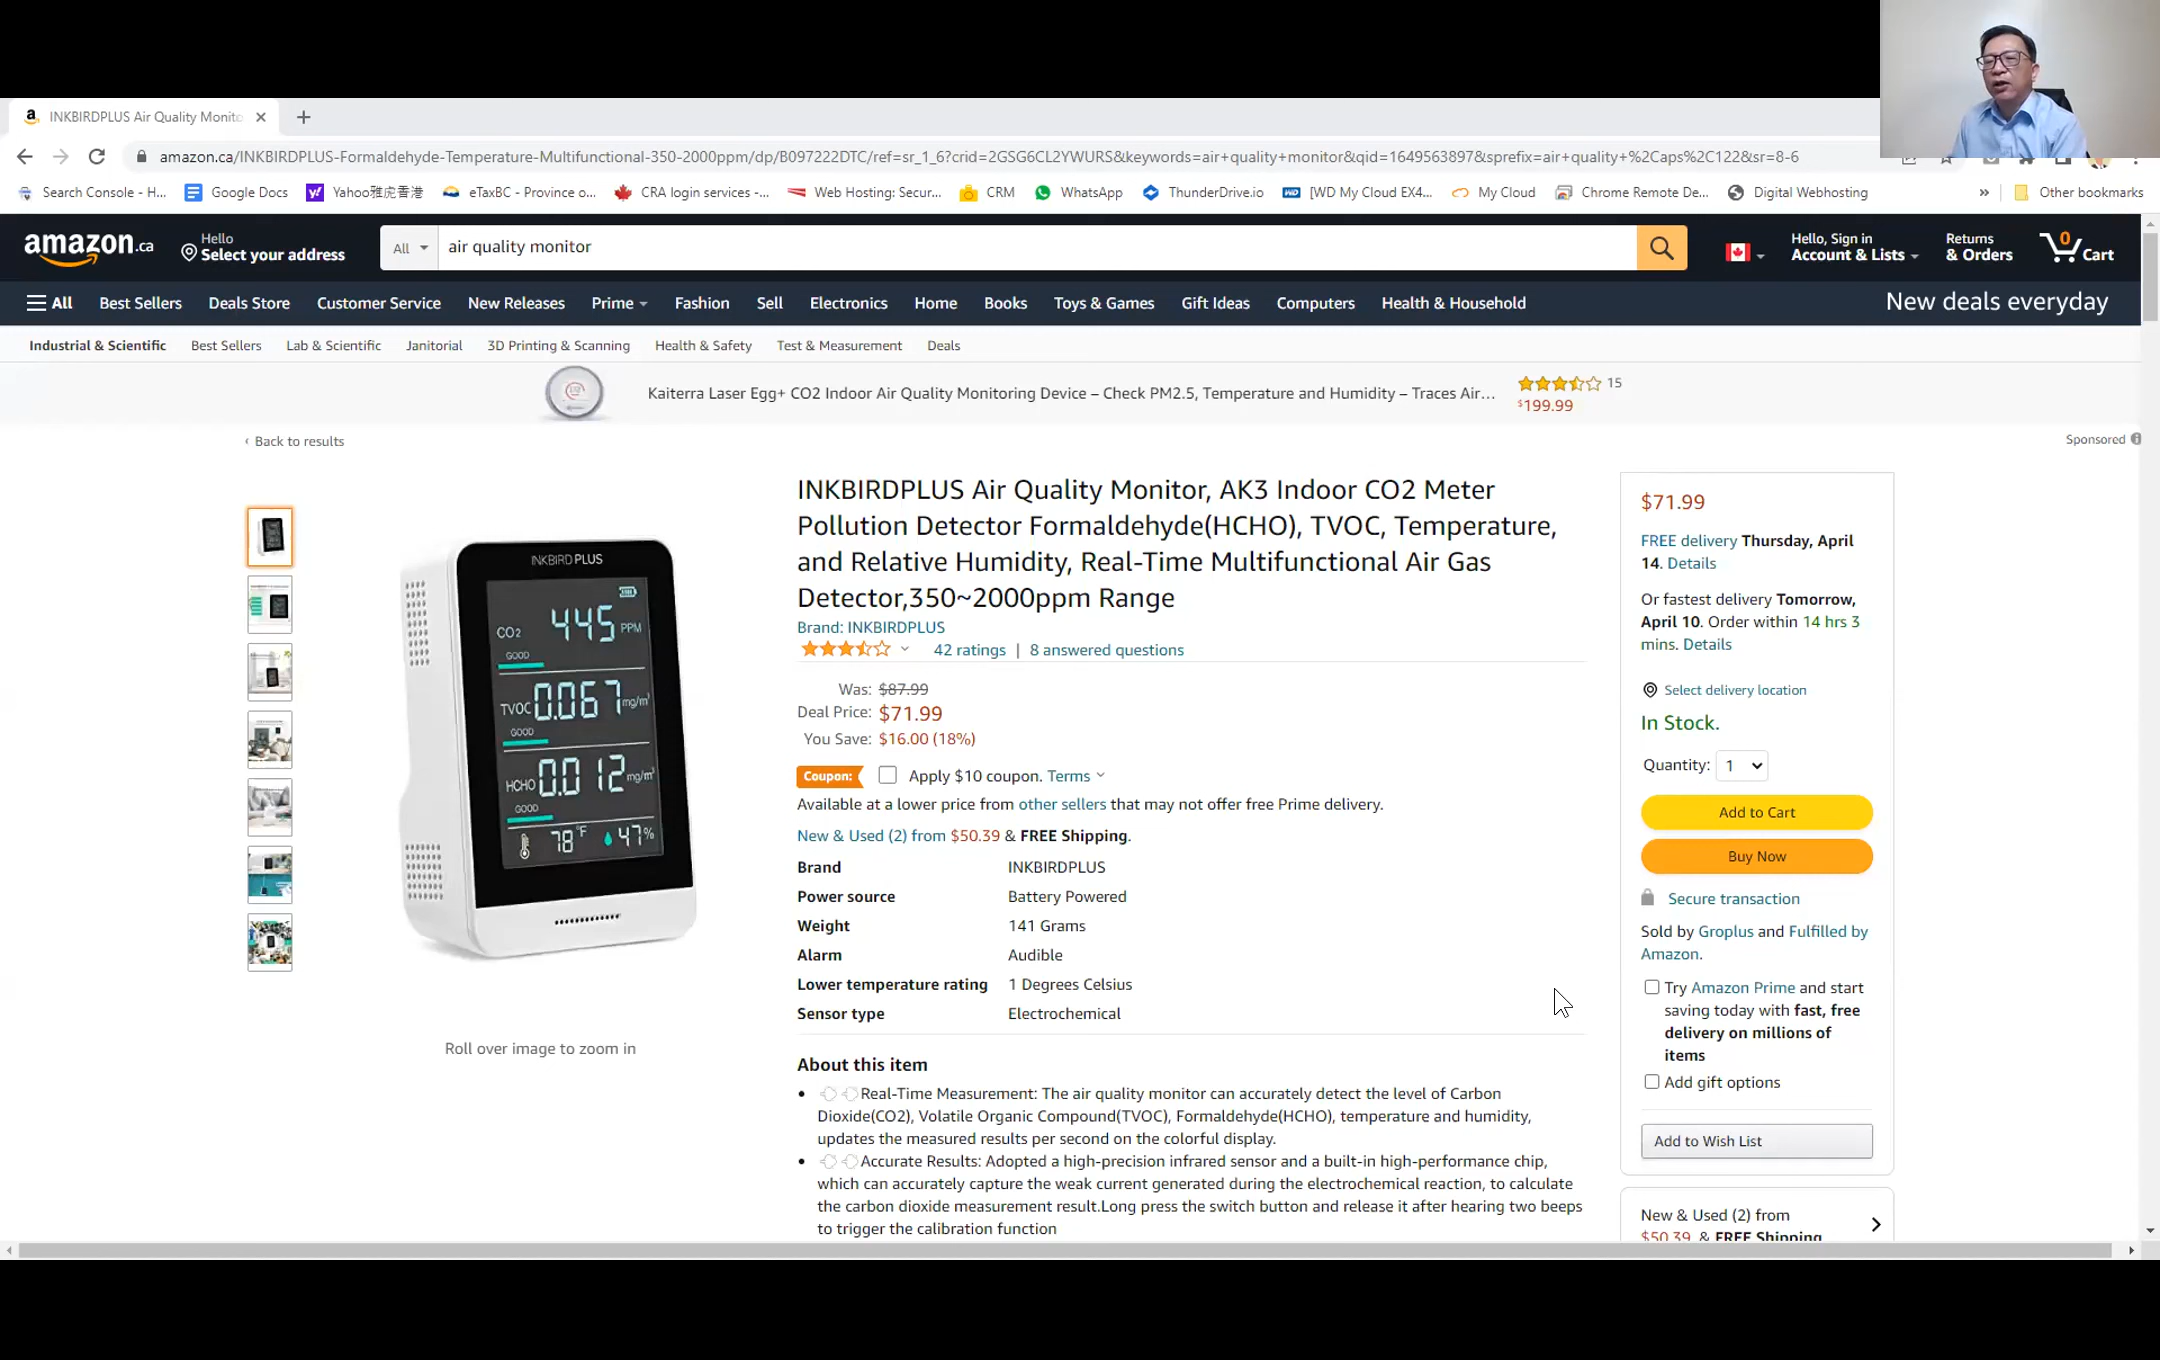 INKBIRDPLUS Air Quality Monito
amazon.ca/INKBIRDPLUS-Formaldehyde-Temperature-Multifunctional-350-2000ppm/dp/B097222DTC/ref=sr_1_6?crid=2GSG6CL2YWURS&keywords=air+quality+monitor&qid=1649563897&sprefix=air+quality+%2Caps%2C122&sr=8-6
Search Console - H... Google Docs Yahoo雅虎香港 eTaxBC - Province o... CRA login services -... Web Hosting: Secur... CRM WhatsApp ThunderDrive.io [WD My Cloud EX4... My Cloud Chrome Remote De... Digital Webhosting » Other bookmarks
amazon.ca
Hello
Select your address
All
air quality monitor
Hello, Sign in
Account & Lists
Returns
& Orders
0
Cart
All Best Sellers Deals Store Customer Service New Releases Prime Fashion Sell Electronics Home Books Toys & Games Gift Ideas Computers Health & Household New deals everyday
Industrial & Scientific Best Sellers Lab & Scientific Janitorial 3D Printing & Scanning Health & Safety Test & Measurement Deals
Kaiterra Laser Egg+ CO2 Indoor Air Quality Monitoring Device – Check PM2.5, Temperature and Humidity – Traces Air...
15
$199.99
‹ Back to results
Sponsored
INKBIRD PLUS
CO2 445 PPM
GOOD
TVOC 0.067 mg/m³
GOOD
HCHO 0.012 mg/m³
GOOD
78°F 47%
Roll over image to zoom in
INKBIRDPLUS Air Quality Monitor, AK3 Indoor CO2 Meter
Pollution Detector Formaldehyde(HCHO), TVOC, Temperature,
and Relative Humidity, Real-Time Multifunctional Air Gas
Detector,350~2000ppm Range
Brand: INKBIRDPLUS
42 ratings | 8 answered questions
Was: $87.99
Deal Price: $71.99
You Save: $16.00 (18%)
Coupon: Apply $10 coupon. Terms
Available at a lower price from other sellers that may not offer free Prime delivery.
New & Used (2) from $50.39 & FREE Shipping.
Brand INKBIRDPLUS
Power source Battery Powered
Weight 141 Grams
Alarm Audible
Lower temperature rating 1 Degrees Celsius
Sensor type Electrochemical
About this item
• Real-Time Measurement: The air quality monitor can accurately detect the level of Carbon
Dioxide(CO2), Volatile Organic Compound(TVOC), Formaldehyde(HCHO), temperature and humidity,
updates the measured results per second on the colorful display.
• Accurate Results: Adopted a high-precision infrared sensor and a built-in high-performance chip,
which can accurately capture the weak current generated during the electrochemical reaction, to calculate
the carbon dioxide measurement result.Long press the switch button and release it after hearing two beeps
to trigger the calibration function
$71.99
FREE delivery Thursday, April
14. Details
Or fastest delivery Tomorrow,
April 10. Order within 14 hrs 3
mins. Details
Select delivery location
In Stock.
Quantity: 1
Add to Cart
Buy Now
Secure transaction
Sold by Groplus and Fulfilled by
Amazon.
Try Amazon Prime and start
saving today with fast, free
delivery on millions of
items
Add gift options
Add to Wish List
New & Used (2) from
$50.39 & FREE Shipping